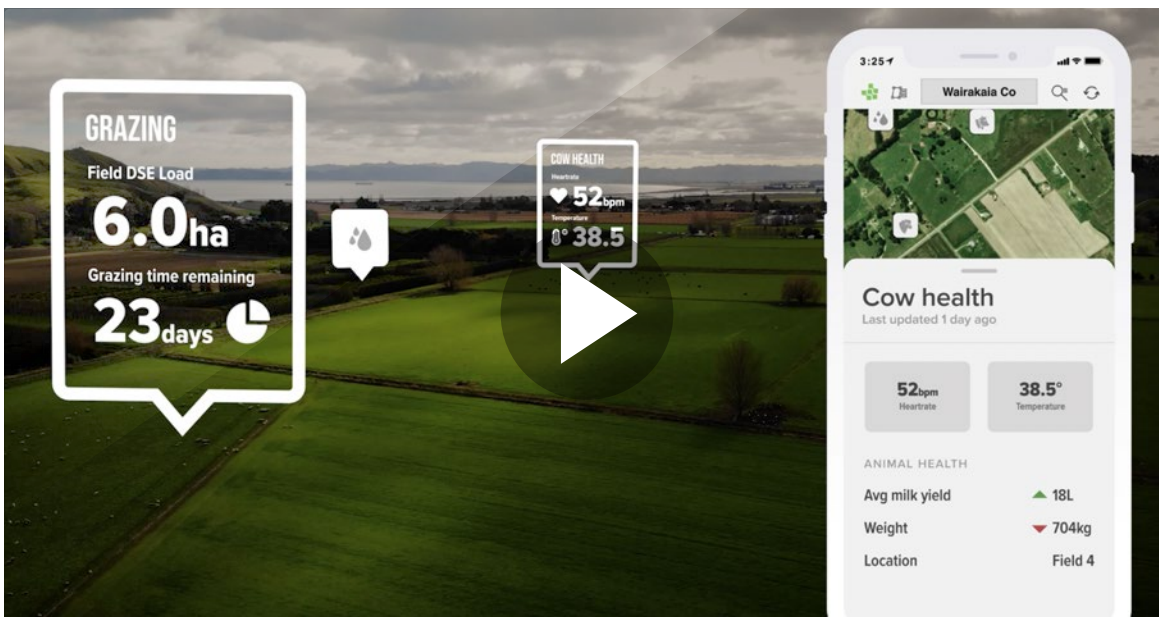 GRAZING
Field DSE Load
6.0ha
Grazing time remaining
23days
COW HEALTH
Heartrate
52bpm
Temperature
38.5
3:25
Wairakaia Co
Cow health
Last updated 1 day ago
52bpm
Heartrate
38.5°
Temperature
ANIMAL HEALTH
Avg milk yield
18L
Weight
704kg
Location
Field 4